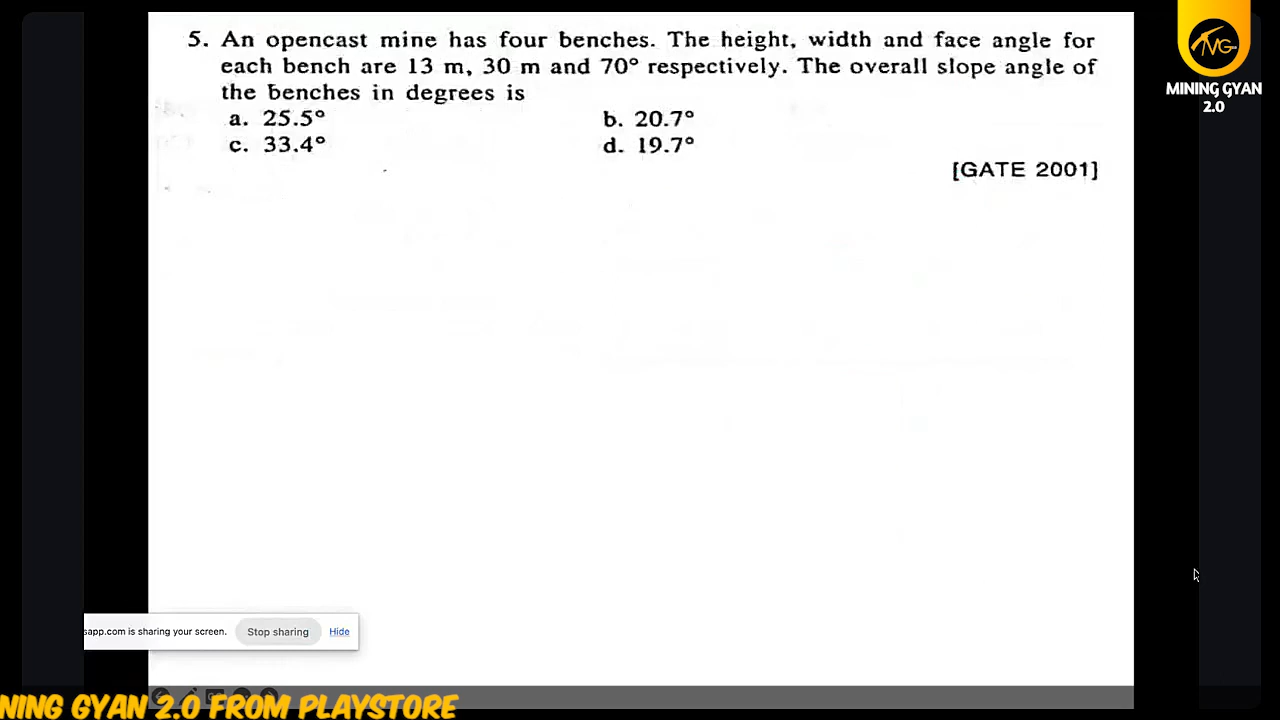 5. An opencast mine has four benches. The height, width and face angle for
each bench are 13 m, 30 m and 70° respectively. The overall slope angle of
the benches in degrees is
a. 25.5° b. 20.7°
c. 33.4° d. 19.7°
[GATE 2001]
MINING GYAN
2.0
sapp.com is sharing your screen. Stop sharing Hide
NING GYAN 2.0 FROM PLAYSTORE